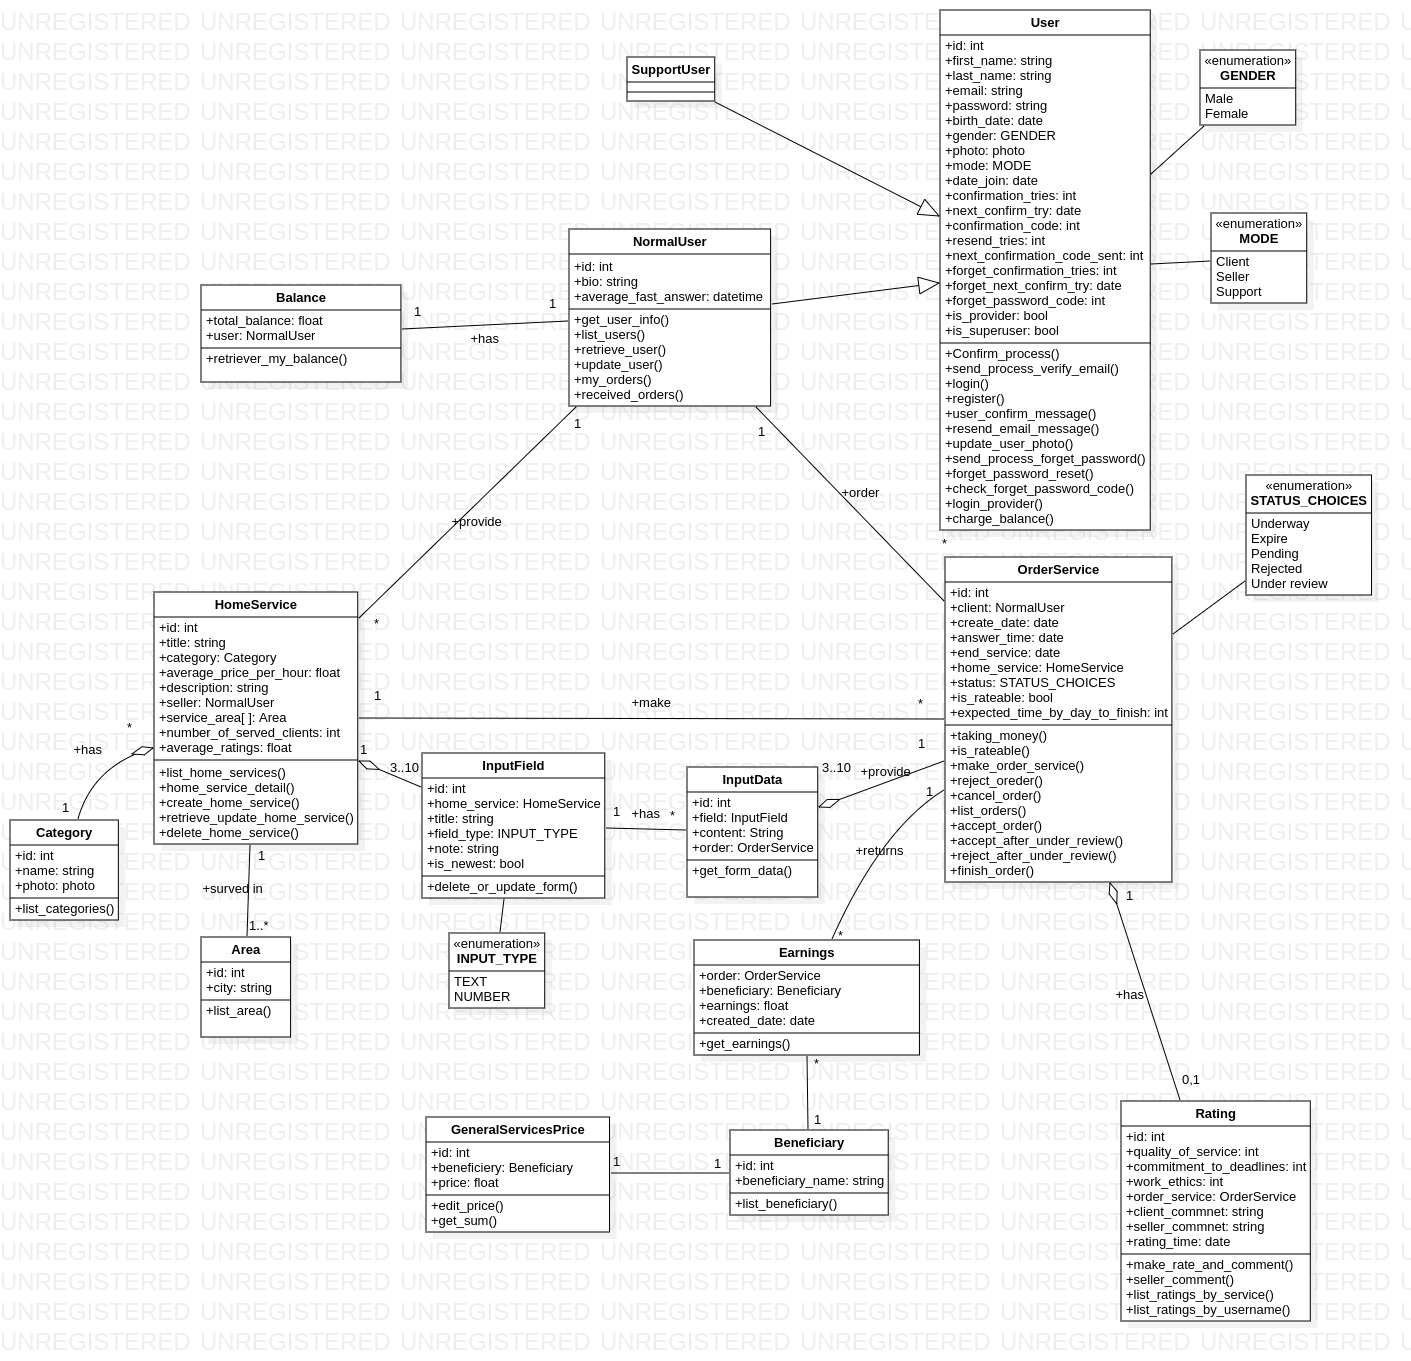 User
+id: int
+first_name: string
+last_name: string
+email: string
+password: string
+birth_date: date
+gender: GENDER
+photo: photo
+mode: MODE
+date_join: date
+confirmation_tries: int
+next_confirm_try: date
+confirmation_code: int
+resend_tries: int
+next_confirmation_code_sent: int
+forget_confirmation_tries: int
+forget_next_confirm_try: date
+forget_password_code: int
+is_provider: bool
+is_superuser: bool
+Confirm_process()
+send_process_verify_email()
+login()
+register()
+user_confirm_message()
+resend_email_message()
+update_user_photo()
+send_process_forget_password()
+forget_password_reset()
+check_forget_password_code()
+login_provider()
+charge_balance()
SupportUser
«enumeration»
GENDER
Male
Female
«enumeration»
MODE
Client
Seller
Support
NormalUser
+id: int
+bio: string
+average_fast_answer: datetime
+get_user_info()
+list_users()
+retrieve_user()
+update_user()
+my_orders()
+received_orders()
Balance
+total_balance: float
+user: NormalUser
+retriever_my_balance()
1
1
+has
1
+provide
*
1
+order
*
«enumeration»
STATUS_CHOICES
Underway
Expire
Pending
Rejected
Under review
OrderService
+id: int
+client: NormalUser
+create_date: date
+answer_time: date
+end_service: date
+home_service: HomeService
+status: STATUS_CHOICES
+is_rateable: bool
+expected_time_by_day_to_finish: int
+taking_money()
+is_rateable()
+make_order_service()
+reject_oreder()
+cancel_order()
+list_orders()
+accept_order()
+accept_after_under_review()
+reject_after_under_review()
+finish_order()
HomeService
+id: int
+title: string
+category: Category
+average_price_per_hour: float
+description: string
+seller: NormalUser
+service_area[ ]: Area
+number_of_served_clients: int
+average_ratings: float
+list_home_services()
+home_service_detail()
+create_home_service()
+retrieve_update_home_service()
+delete_home_service()
1
+make
*
*
+has
1
Category
+id: int
+name: string
+photo: photo
+list_categories()
1
+surved in
1..*
Area
+id: int
+city: string
+list_area()
1
3..10
InputField
+id: int
+home_service: HomeService
+title: string
+field_type: INPUT_TYPE
+note: string
+is_newest: bool
+delete_or_update_form()
«enumeration»
INPUT_TYPE
TEXT
NUMBER
1
+has
*
InputData
+id: int
+field: InputField
+content: String
+order: OrderService
+get_form_data()
3..10
+provide
1
1
+returns
*
Earnings
+order: OrderService
+beneficiary: Beneficiary
+earnings: float
+created_date: date
+get_earnings()
*
1
Beneficiary
+id: int
+beneficiary_name: string
+list_beneficiary()
1
1
GeneralServicesPrice
+id: int
+beneficiery: Beneficiary
+price: float
+edit_price()
+get_sum()
1
+has
0,1
Rating
+id: int
+quality_of_service: int
+commitment_to_deadlines: int
+work_ethics: int
+order_service: OrderService
+client_commnet: string
+seller_commnet: string
+rating_time: date
+make_rate_and_comment()
+seller_comment()
+list_ratings_by_service()
+list_ratings_by_username()
UNREGISTERED